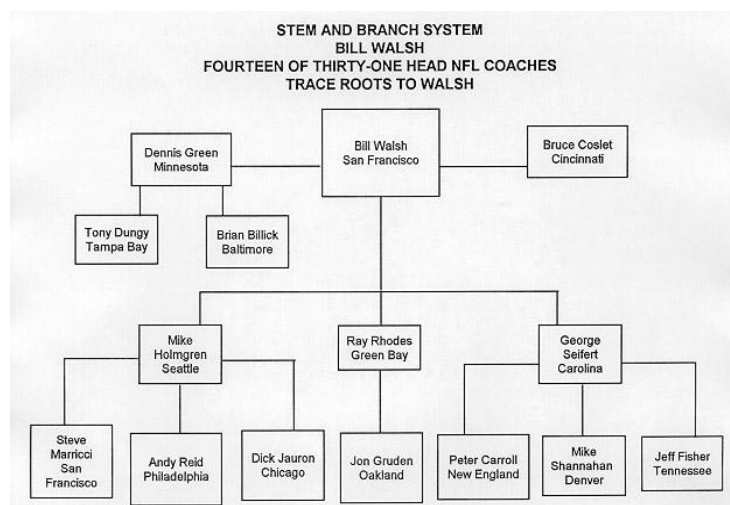 STEM AND BRANCH SYSTEM
BILL WALSH
FOURTEEN OF THIRTY-ONE HEAD NFL COACHES
TRACE ROOTS TO WALSH
Bill Walsh
San Francisco
Dennis Green
Minnesota
Bruce Coslet
Cincinnati
Tony Dungy
Tampa Bay
Brian Billick
Baltimore
Mike
Holmgren
Seattle
Ray Rhodes
Green Bay
George
Seifert
Carolina
Steve
Marricci
San
Francisco
Andy Reid
Philadelphia
Dick Jauron
Chicago
Jon Gruden
Oakland
Peter Carroll
New England
Mike
Shannahan
Denver
Jeff Fisher
Tennessee